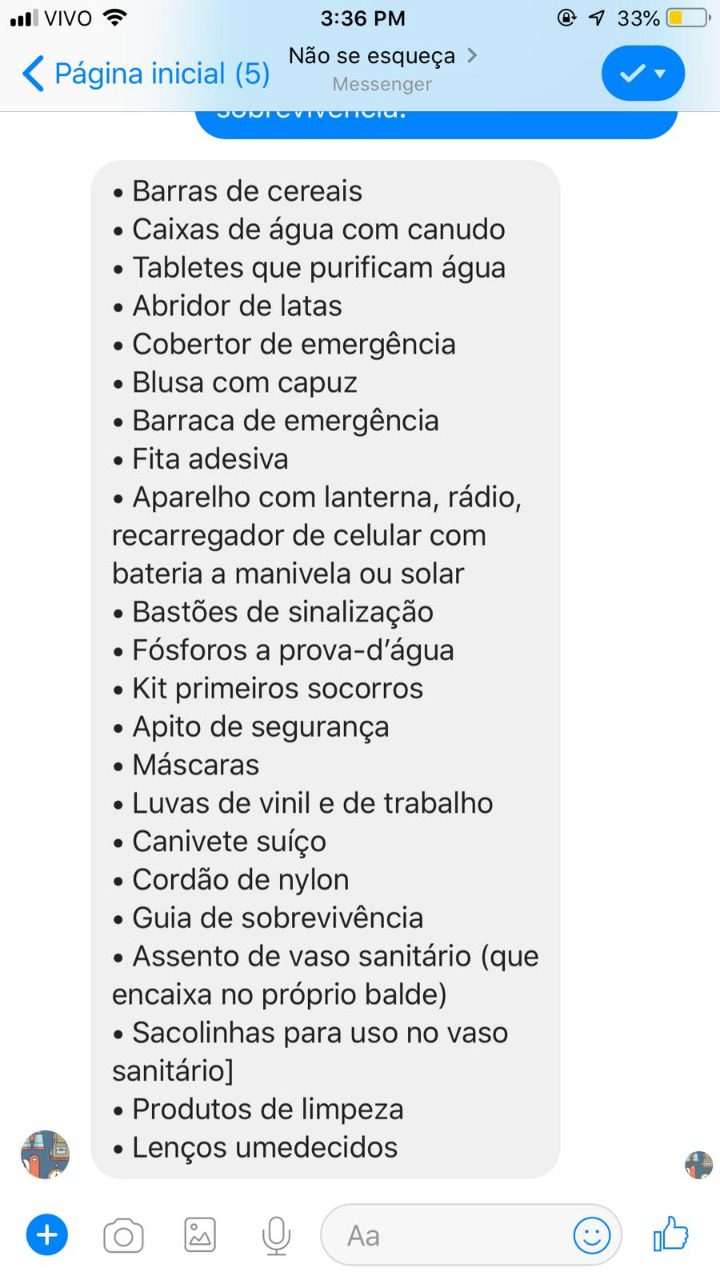 VIVO 3:36 PM 33%
Página inicial (5) Não se esqueça
Messenger
sobrevivência.
• Barras de cereais
• Caixas de água com canudo
• Tabletes que purificam água
• Abridor de latas
• Cobertor de emergência
• Blusa com capuz
• Barraca de emergência
• Fita adesiva
• Aparelho com lanterna, rádio,
recarregador de celular com
bateria a manivela ou solar
• Bastões de sinalização
• Fósforos a prova-d’água
• Kit primeiros socorros
• Apito de segurança
• Máscaras
• Luvas de vinil e de trabalho
• Canivete suíço
• Cordão de nylon
• Guia de sobrevivência
• Assento de vaso sanitário (que
encaixa no próprio balde)
• Sacolinhas para uso no vaso
sanitário]
• Produtos de limpeza
• Lenços umedecidos
Aa